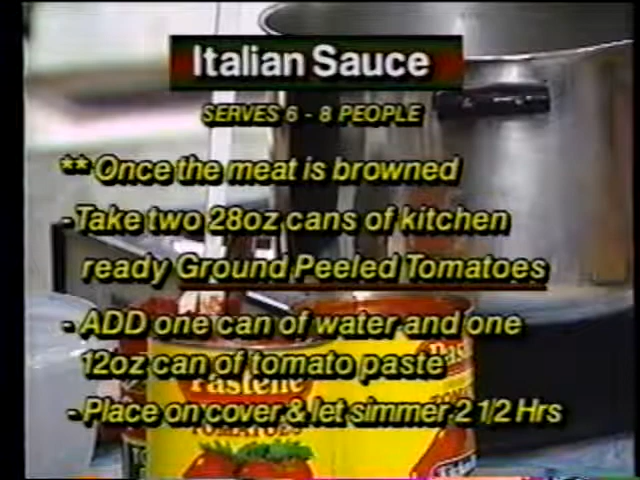 Italian Sauce
SERVES 6 - 8 PEOPLE
** Once the meat is browned
- Take two 28oz cans of kitchen
ready Ground Peeled Tomatoes
- ADD one can of water and one
12oz can of tomato paste
- Place on cover & let simmer 2 1/2 Hrs
Pastene
TOMATOES